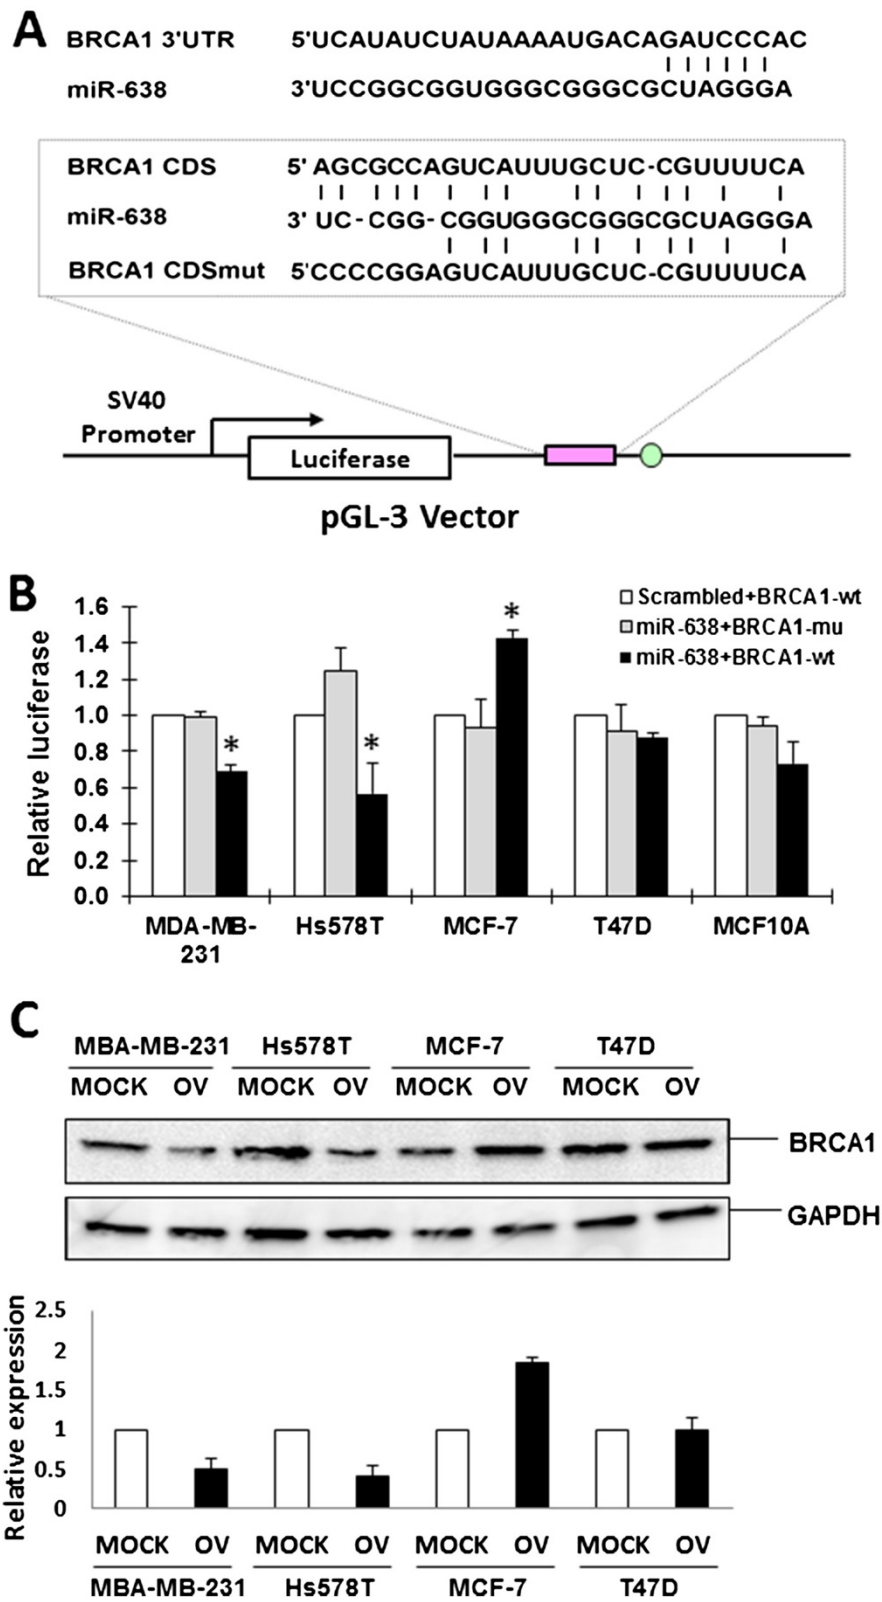 A
BRCA1 3'UTR 5'UCAUAUCUAUAAAAUGACAGAUCCCAC
miR-638 3'UCCGGCGGUGGGCGGGCGCUAGGGA
BRCA1 CDS 5' AGCGCCAGUCAUUUGCUC-CGUUUUCA
miR-638 3' UC-CGG-CGGUGGGCGGGCGCUAGGGA
BRCA1 CDSmut 5'CCCCGGAGUCAUUUGCUC-CGUUUUCA
SV40
Promoter
Luciferase
pGL-3 Vector
B
Relative luciferase
1.6
1.4
1.2
1.0
0.8
0.6
0.4
0.2
0.0
Scrambled+BRCA1-wt
miR-638+BRCA1-mu
miR-638+BRCA1-wt
* * *
MDA-MB-231 Hs578T MCF-7 T47D MCF10A
C
MBA-MB-231 Hs578T MCF-7 T47D
MOCK OV MOCK OV MOCK OV MOCK OV
BRCA1
GAPDH
Relative expression
2.5
2
1.5
1
0.5
0
MOCK OV MOCK OV MOCK OV MOCK OV
MBA-MB-231 Hs578T MCF-7 T47D